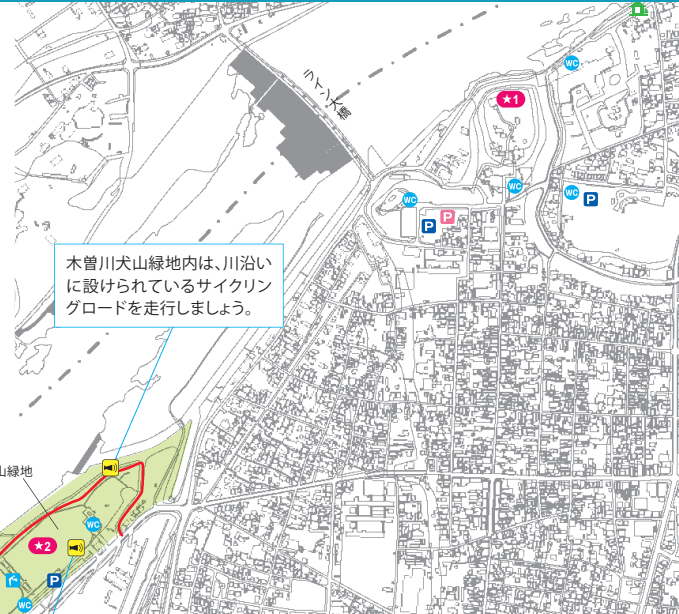 WC
★1
ライン大橋
WC
WC
WC
P
P
P
木曽川犬山緑地内は、川沿い
に設けられているサイクリン
グロードを走行しましょう。
山緑地
WC
★2
P
WC